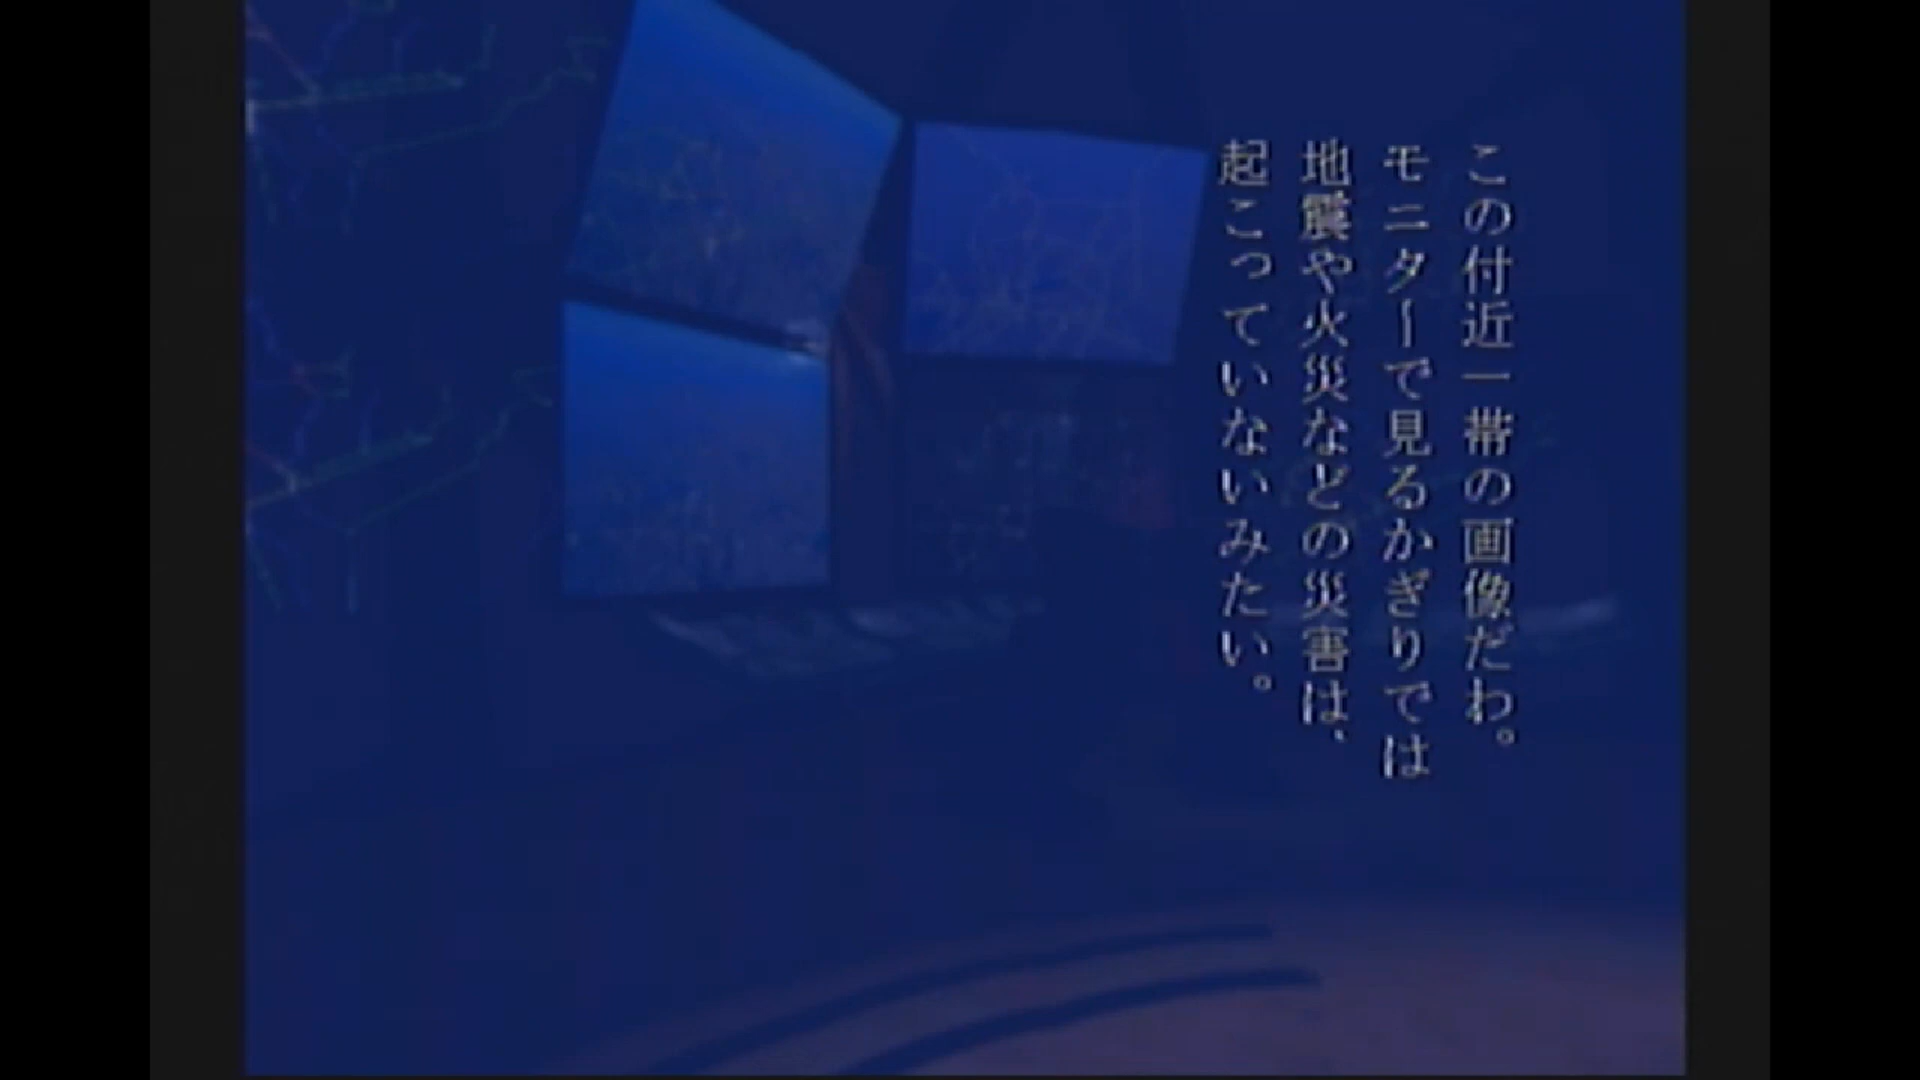 この付近一帯の画像だわ。
モニターで見るかぎりでは
地震や火災などの災害は、
起こっていないみたい。